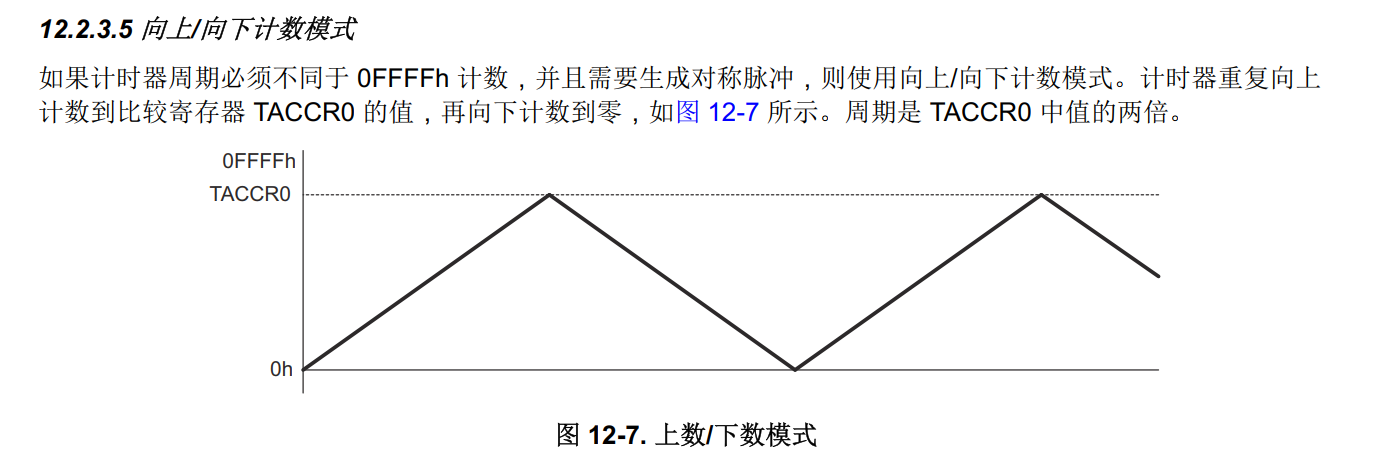 12.2.3.5 向上/向下计数模式
如果计时器周期必须不同于 0FFFFh 计数，并且需要生成对称脉冲，则使用向上/向下计数模式。计时器重复向上
计数到比较寄存器 TACCR0 的值，再向下计数到零，如图 12-7 所示。周期是 TACCR0 中值的两倍。
0FFFFh
TACCR0
0h
图 12-7. 上数/下数模式